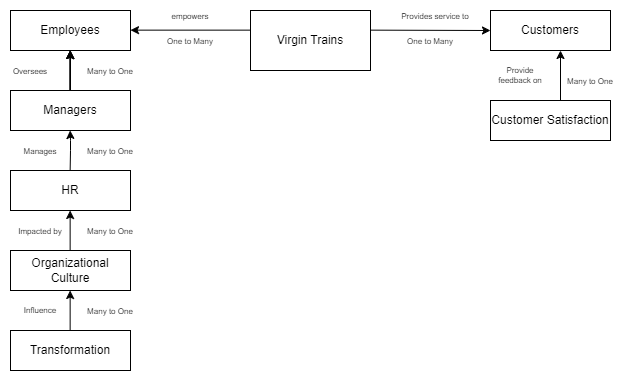 Employees
empowers
One to Many
Virgin Trains
Provides service to
One to Many
Customers
Oversees
Many to One
Provide
feedback on
Many to One
Managers
Customer Satisfaction
Manages
Many to One
HR
Impacted by
Many to One
Organizational
Culture
Influence
Many to One
Transformation